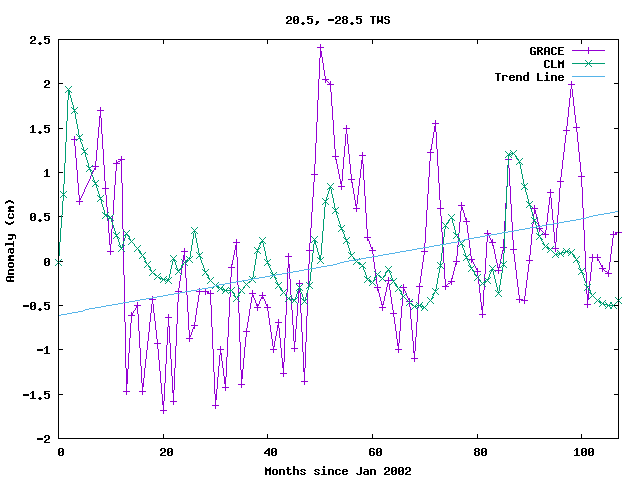 20.5, -28.5 TWS
GRACE
CLM
Trend Line
2.5
2
1.5
1
0.5
0
-0.5
-1
-1.5
-2
Anomaly (cm)
0 20 40 60 80 100
Months since Jan 2002